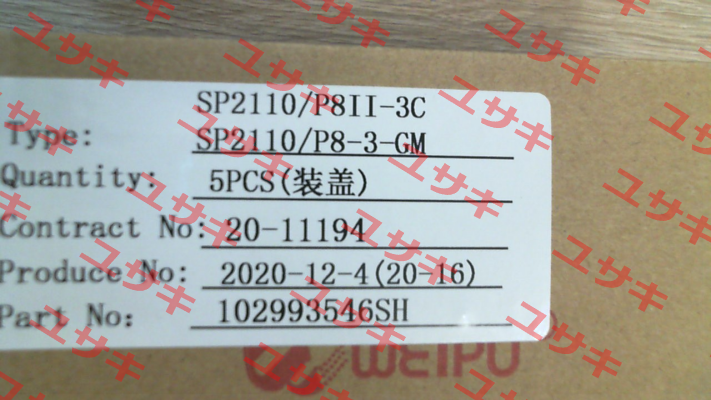 SP2110/P8II-3C
Type: SP2110/P8-3-GM
Quantity: 5PCS(装盖)
Contract No: 20-11194
Produce No: 2020-12-4(20-16)
Part No: 102993546SH
WEIPU
ユサキ